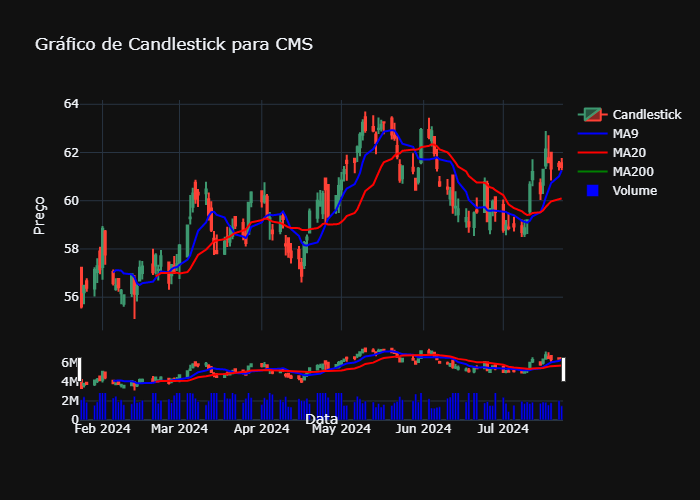 Gráfico de Candlestick para CMS
64
62
60
58
56
Preço
Candlestick
MA9
MA20
MA200
Volume
6M
4M
2M
0
Data
Feb 2024 Mar 2024 Apr 2024 May 2024 Jun 2024 Jul 2024